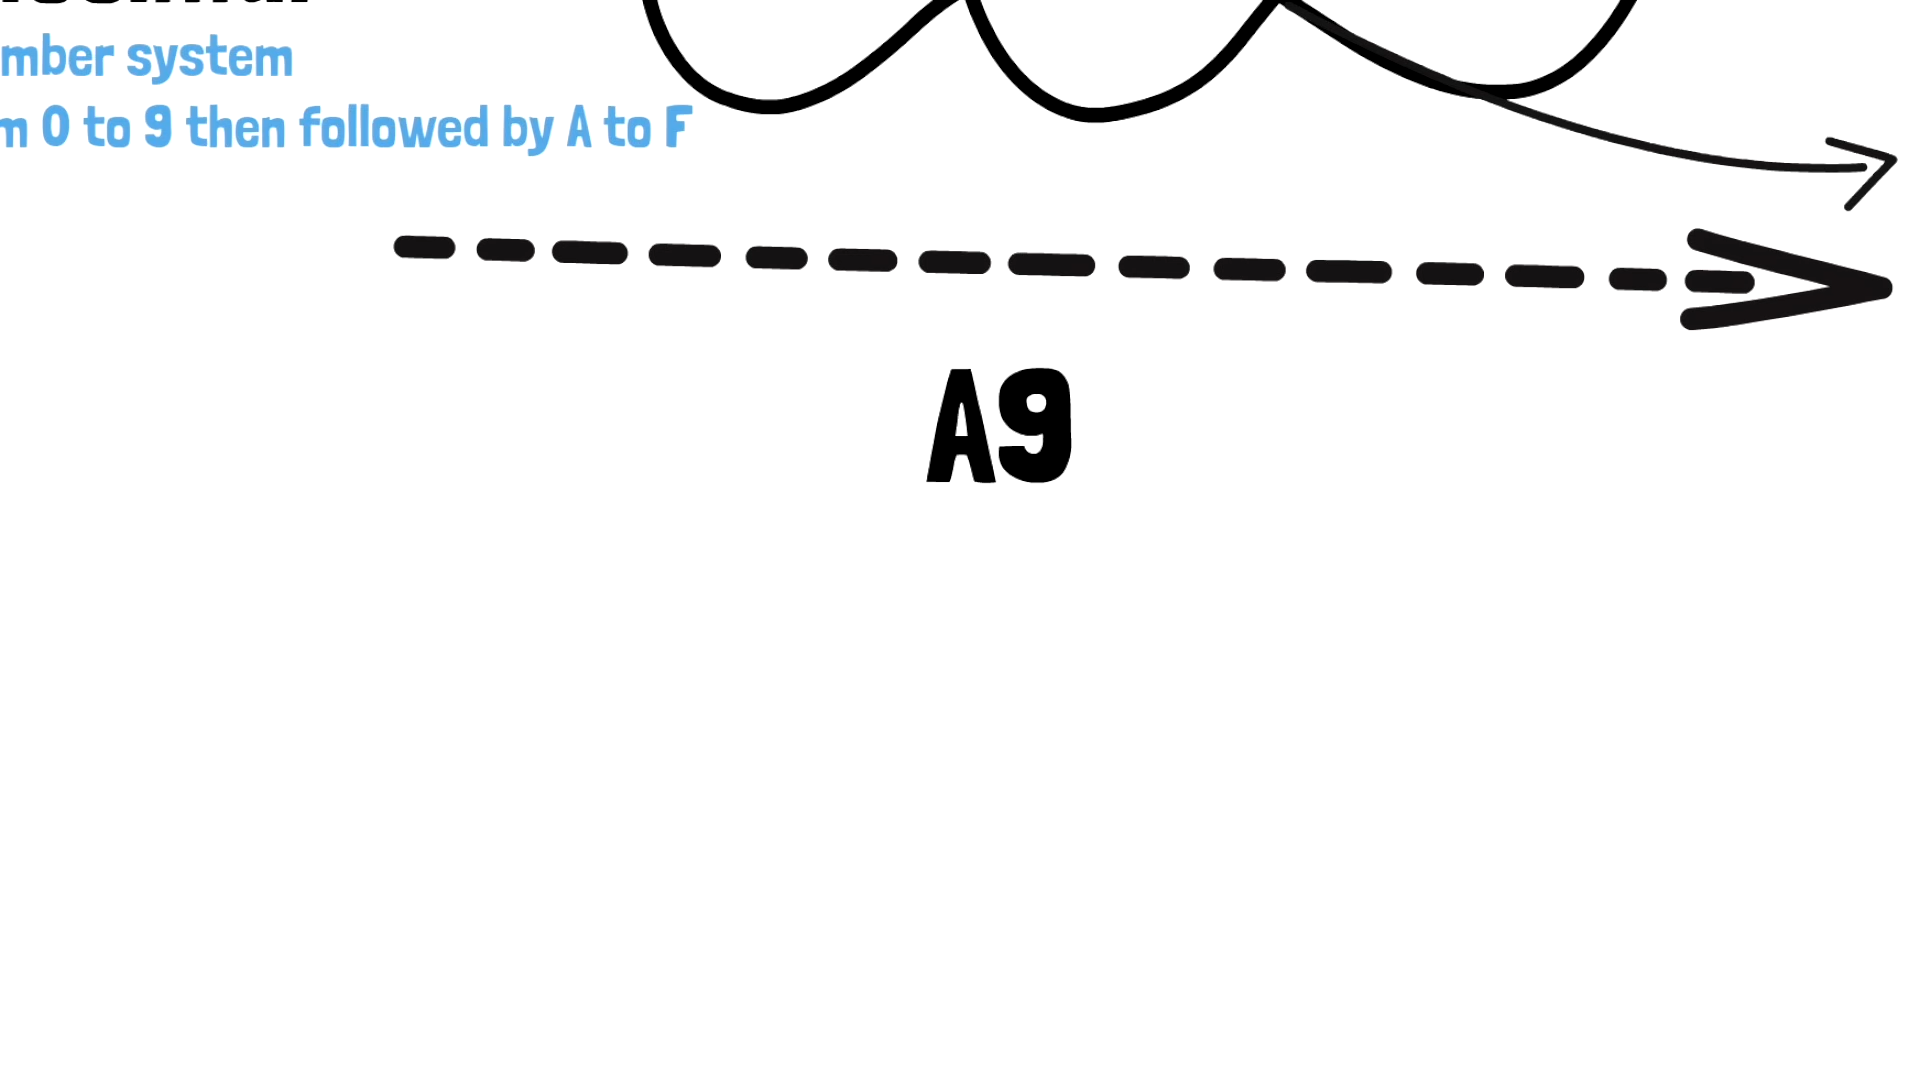 mber system
m 0 to 9 then followed by A to F
A9